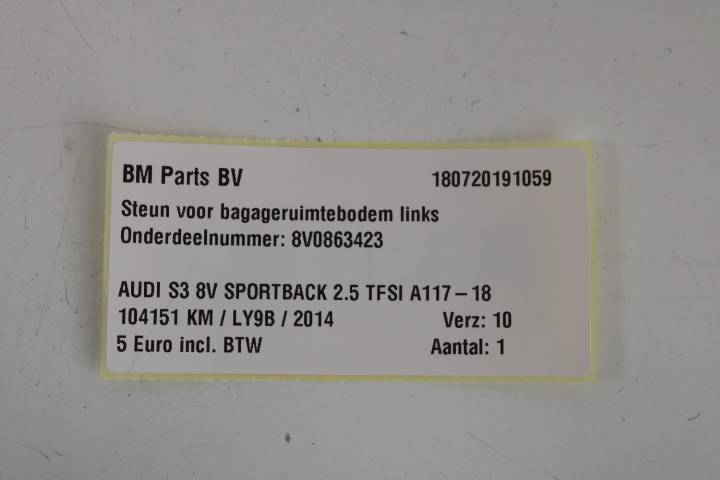 BM Parts BV 180720191059
Steun voor bagageruimtebodem links
Onderdeelnummer: 8V0863423
AUDI S3 8V SPORTBACK 2.5 TFSI A117-18
104151 KM / LY9B / 2014 Verz: 10
5 Euro incl. BTW Aantal: 1